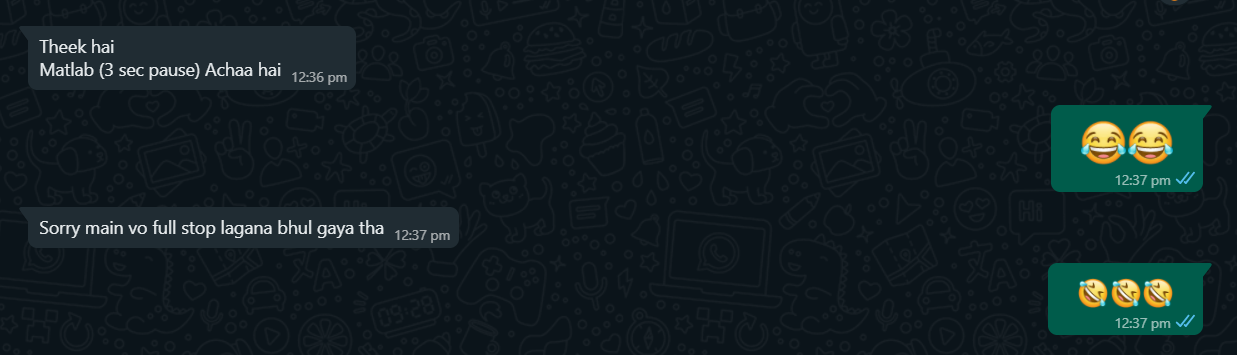 Theek hai
Matlab (3 sec pause) Achaa hai 12:36 pm
😂😂
12:37 pm
Sorry main vo full stop lagana bhul gaya tha 12:37 pm
🤣🤣🤣
12:37 pm